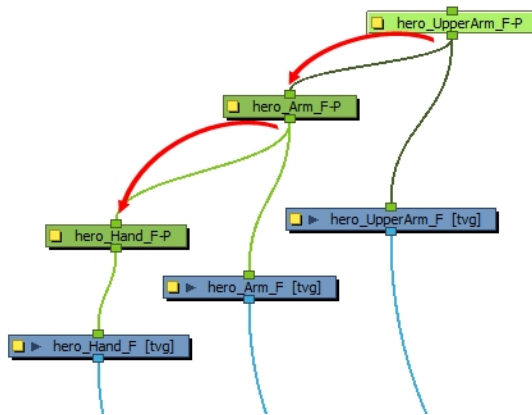 hero_UpperArm_F-P
hero_Arm_F-P
hero_UpperArm_F [tvg]
hero_Hand_F-P
hero_Arm_F [tvg]
hero_Hand_F [tvg]